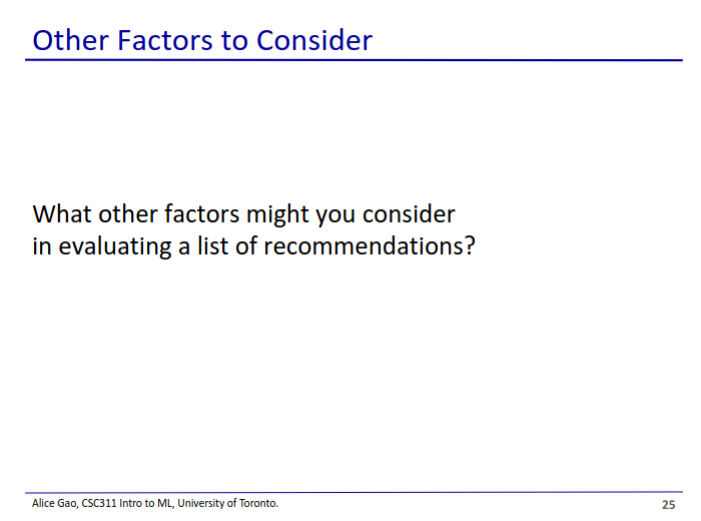 Other Factors to Consider
What other factors might you consider
in evaluating a list of recommendations?
Alice Gao, CSC311 Intro to ML, University of Toronto.
25